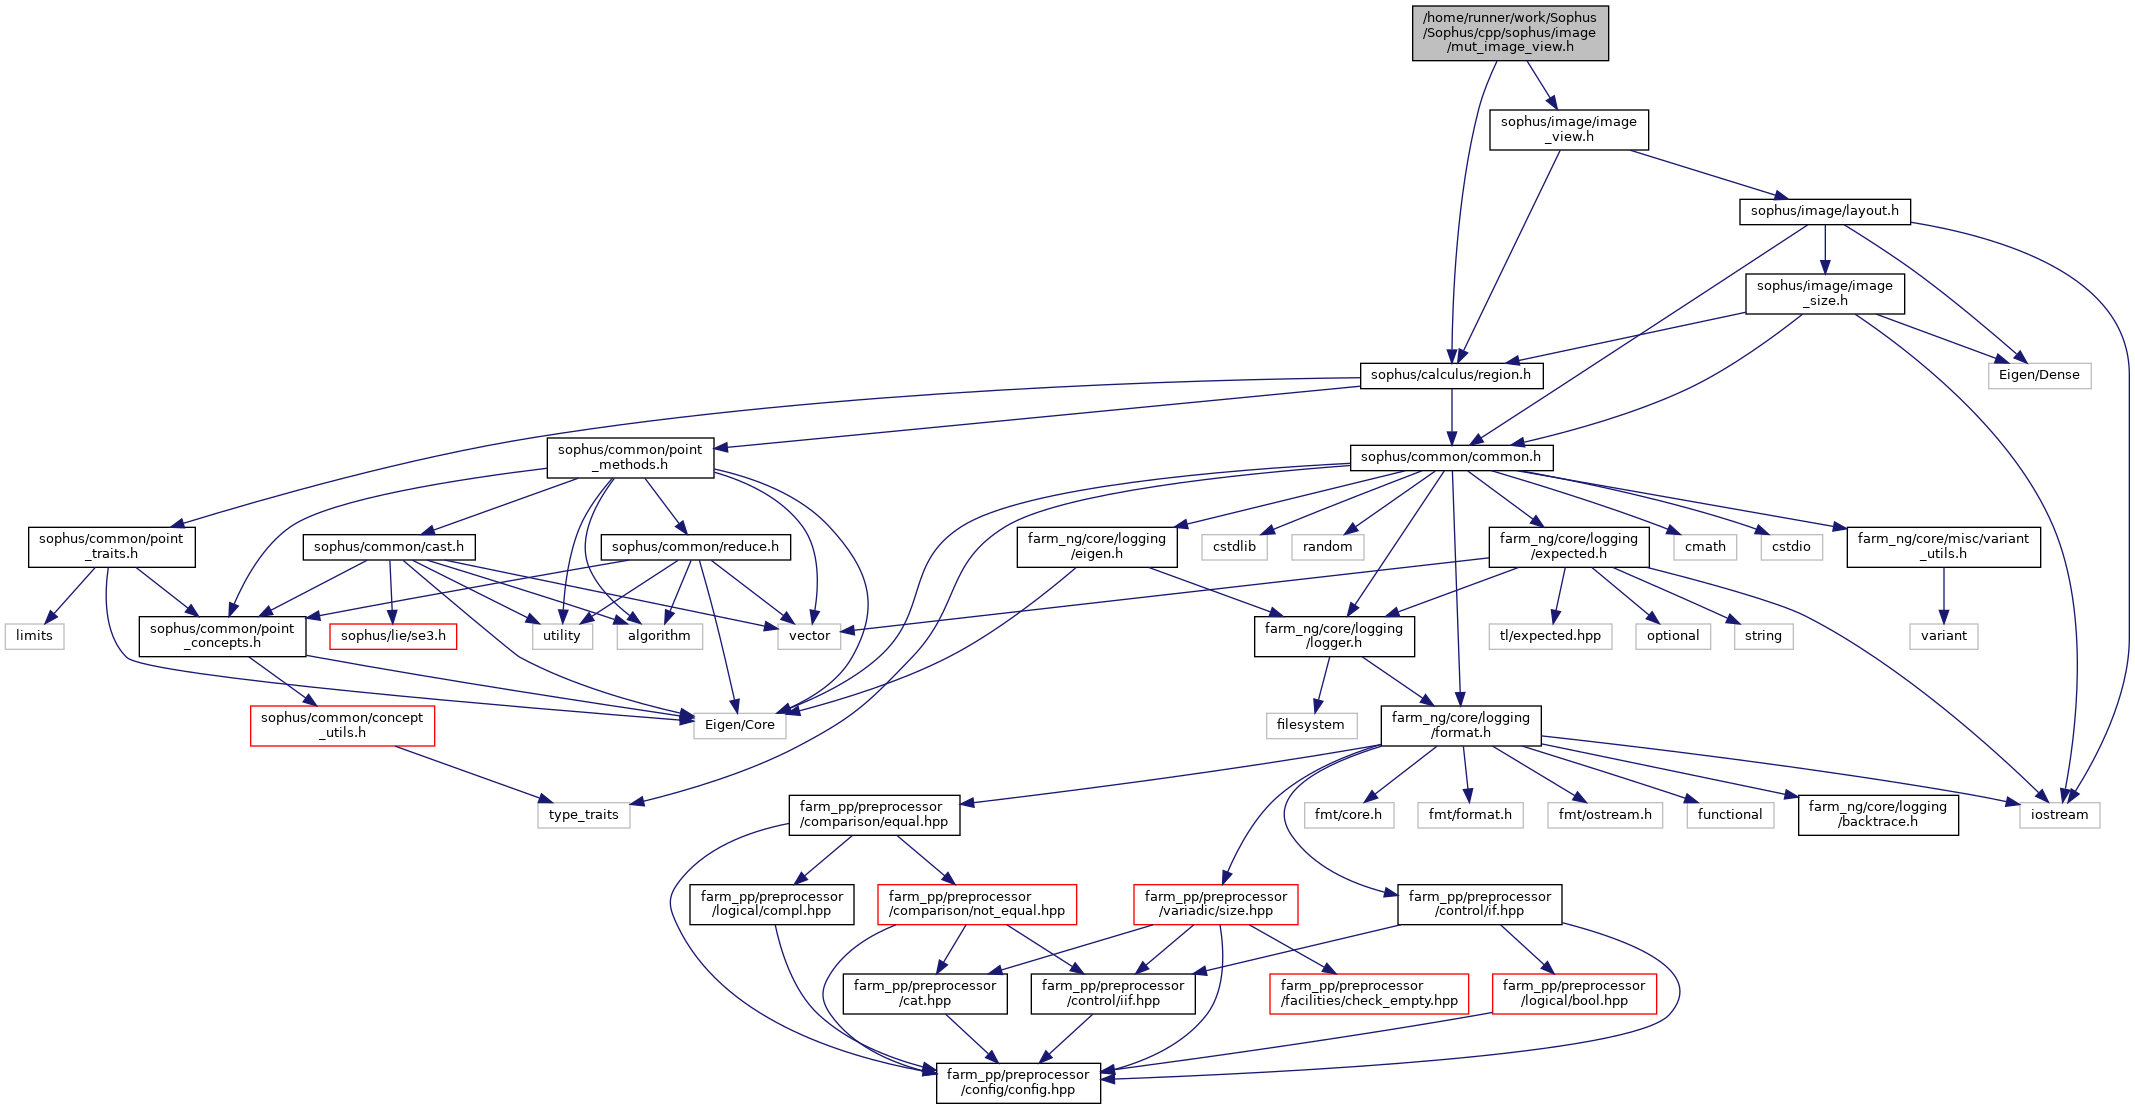 /home/runner/work/Sophus
/Sophus/cpp/sophus/image
/mut_image_view.h
sophus/image/image
_view.h
sophus/image/layout.h
sophus/image/image
_size.h
sophus/calculus/region.h
Eigen/Dense
sophus/common/point
_methods.h
sophus/common/common.h
sophus/common/point
_traits.h
sophus/common/cast.h
sophus/common/reduce.h
farm_ng/core/logging
/eigen.h
cstdlib
random
farm_ng/core/logging
/expected.h
cmath
cstdio
farm_ng/core/misc/variant
_utils.h
limits
sophus/common/point
_concepts.h
sophus/lie/se3.h
utility
algorithm
vector
farm_ng/core/logging
/logger.h
tl/expected.hpp
optional
string
variant
sophus/common/concept
_utils.h
Eigen/Core
filesystem
farm_ng/core/logging
/format.h
type_traits
farm_pp/preprocessor
/comparison/equal.hpp
fmt/core.h
fmt/format.h
fmt/ostream.h
functional
farm_ng/core/logging
/backtrace.h
iostream
farm_pp/preprocessor
/logical/compl.hpp
farm_pp/preprocessor
/comparison/not_equal.hpp
farm_pp/preprocessor
/variadic/size.hpp
farm_pp/preprocessor
/control/if.hpp
farm_pp/preprocessor
/cat.hpp
farm_pp/preprocessor
/control/iif.hpp
farm_pp/preprocessor
/facilities/check_empty.hpp
farm_pp/preprocessor
/logical/bool.hpp
farm_pp/preprocessor
/config/config.hpp